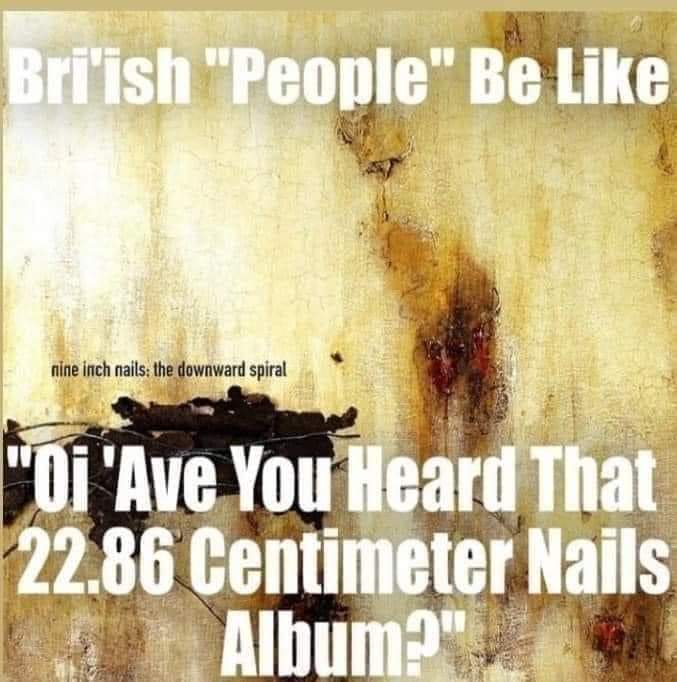 Bri'ish "People" Be Like
nine inch nails: the downward spiral
"Oi 'Ave You Heard That
22.86 Centimeter Nails
Album?"